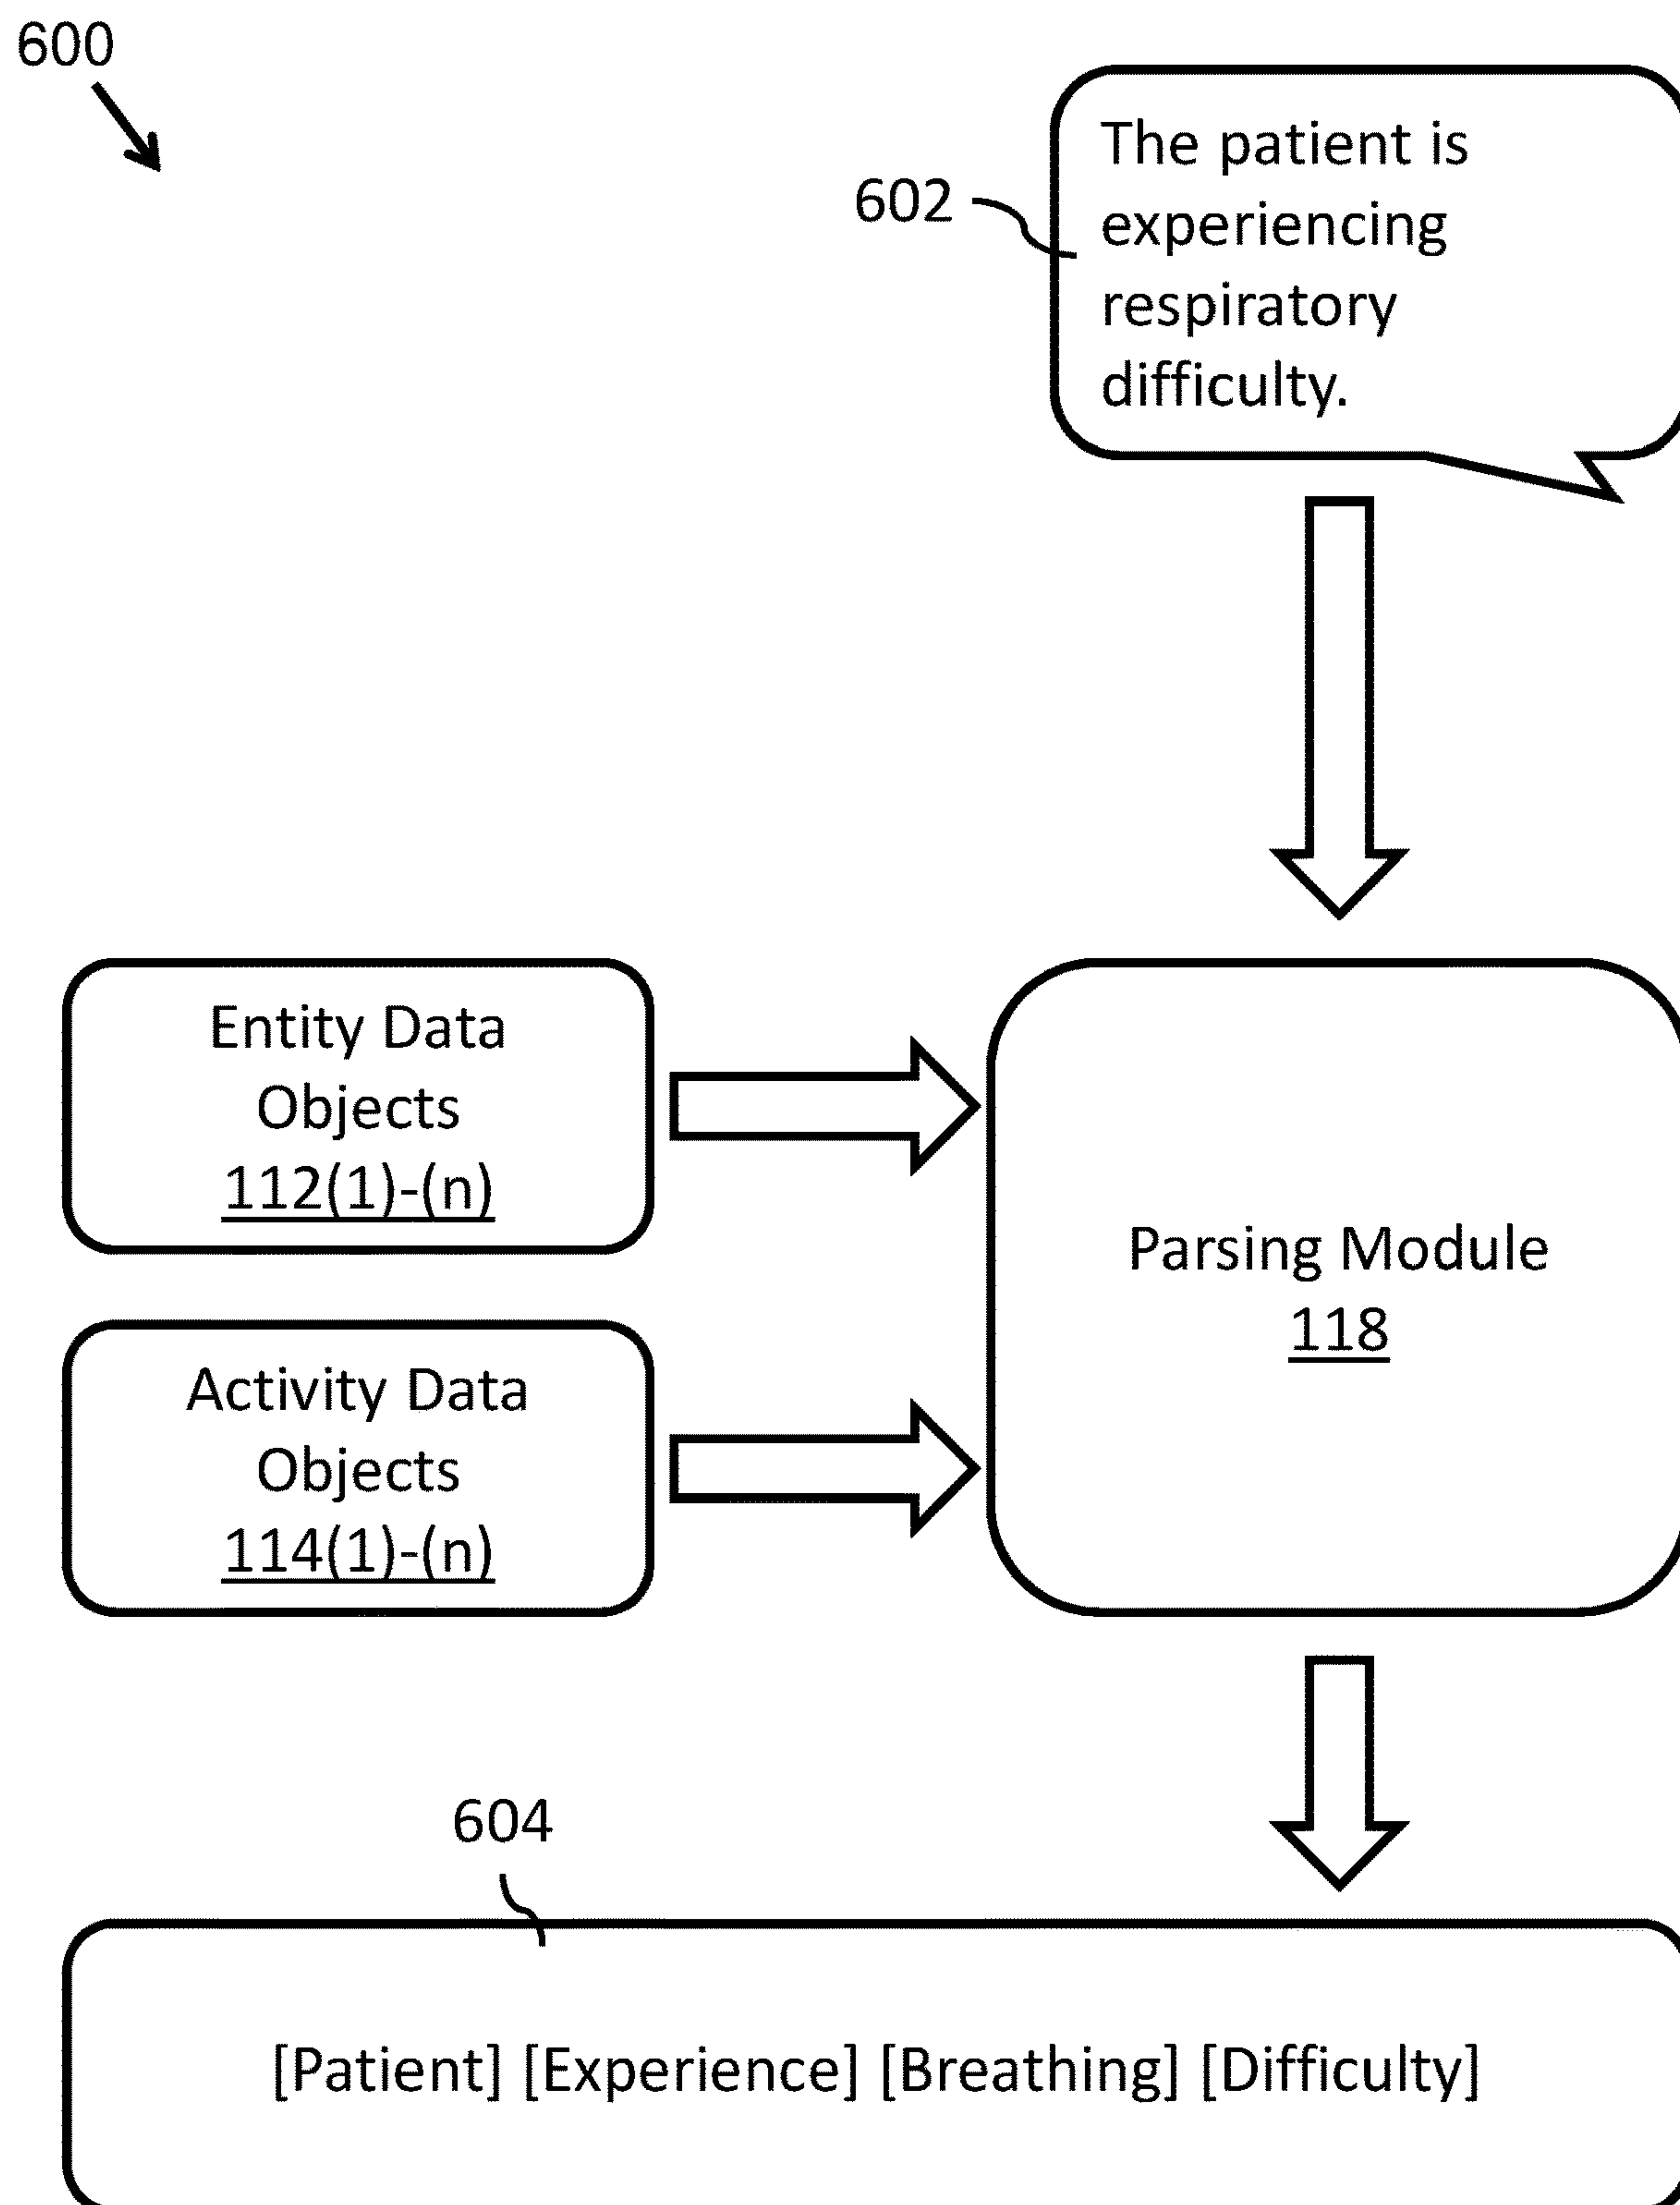 600
602
The patient is
experiencing
respiratory
difficulty.
Entity Data
Objects
112(1)-(n)
Parsing Module
118
Activity Data
Objects
114(1)-(n)
604
[Patient] [Experience] [Breathing] [Difficulty]